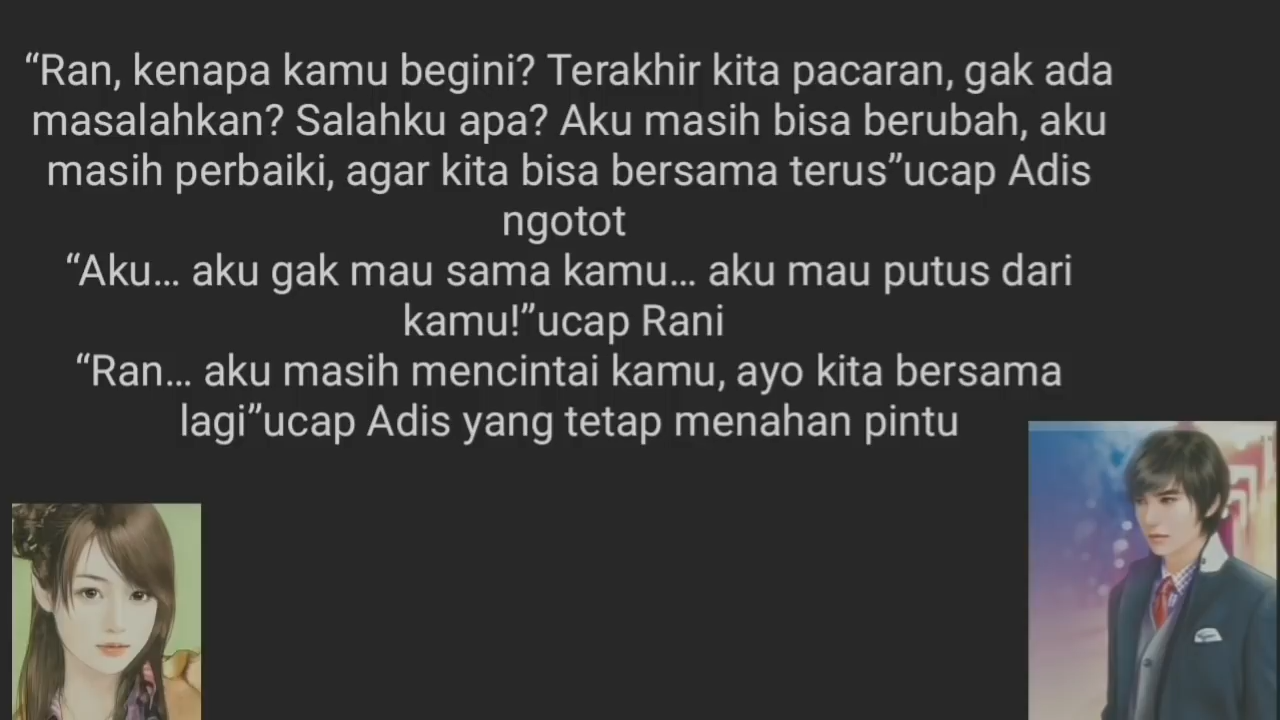 “Ran, kenapa kamu begini? Terakhir kita pacaran, gak ada
masalahkan? Salahku apa? Aku masih bisa berubah, aku
masih perbaiki, agar kita bisa bersama terus”ucap Adis
ngotot
“Aku... aku gak mau sama kamu... aku mau putus dari
kamu!”ucap Rani
“Ran... aku masih mencintai kamu, ayo kita bersama
lagi”ucap Adis yang tetap menahan pintu